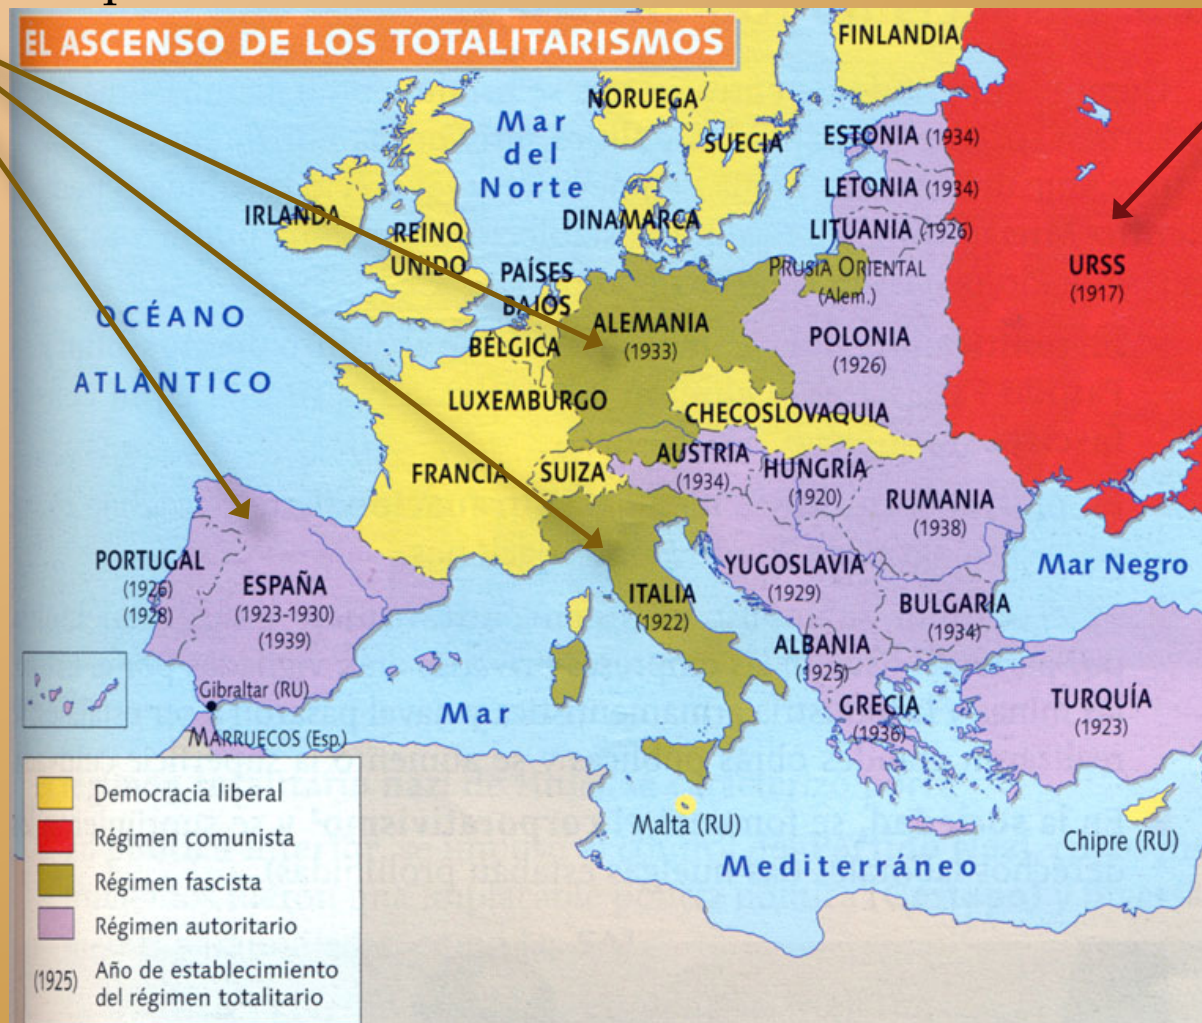 EL ASCENSO DE LOS TOTALITARISMOS
FINLANDIA
NORUEGA
Mar
del
Norte
SUECIA
ESTONIA (1934)
LETONIA (1934)
IRLANDA
DINAMARCA
LITUANIA (1926)
REINO
UNIDO
PAÍSES
BAJOS
PRUSIA ORIENTAL
(Alem.)
URSS
(1917)
OCÉANO
ATLANTICO
ALEMANIA
(1933)
POLONIA
(1926)
BÉLGICA
LUXEMBURGO
CHECOSLOVAQUIA
FRANCIA
SUIZA
AUSTRIA
(1934)
HUNGRÍA
(1920)
RUMANIA
(1938)
PORTUGAL
(1926)
(1928)
ESPAÑA
(1923-1930)
(1939)
ITALIA
(1922)
YUGOSLAVIA
(1929)
BULGARIA
(1934)
Mar Negro
ALBANIA
(1925)
GRECIA
(1936)
TURQUÍA
(1923)
Gibraltar (RU)
MARRUECOS (Esp.)
Mar
Mediterráneo
Malta (RU)
Chipre (RU)
Democracia liberal
Régimen comunista
Régimen fascista
Régimen autoritario
(1925) Año de establecimiento
del régimen totalitario